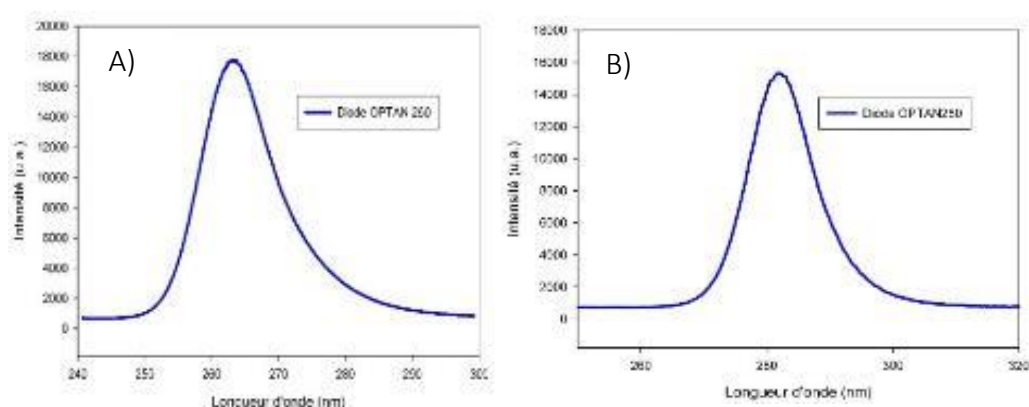 A)
20000
18000
16000
14000
12000
10000
8000
6000
4000
2000
0
Intensité (u.a.)
Diode OPTAN 260
240 250 260 270 280 290
Longueur d'onde (nm)
B)
18000
16000
14000
12000
10000
8000
6000
4000
2000
0
Intensité (u.a.)
Diode OPTAN280
260 280 300 320
Longueur d'onde (nm)